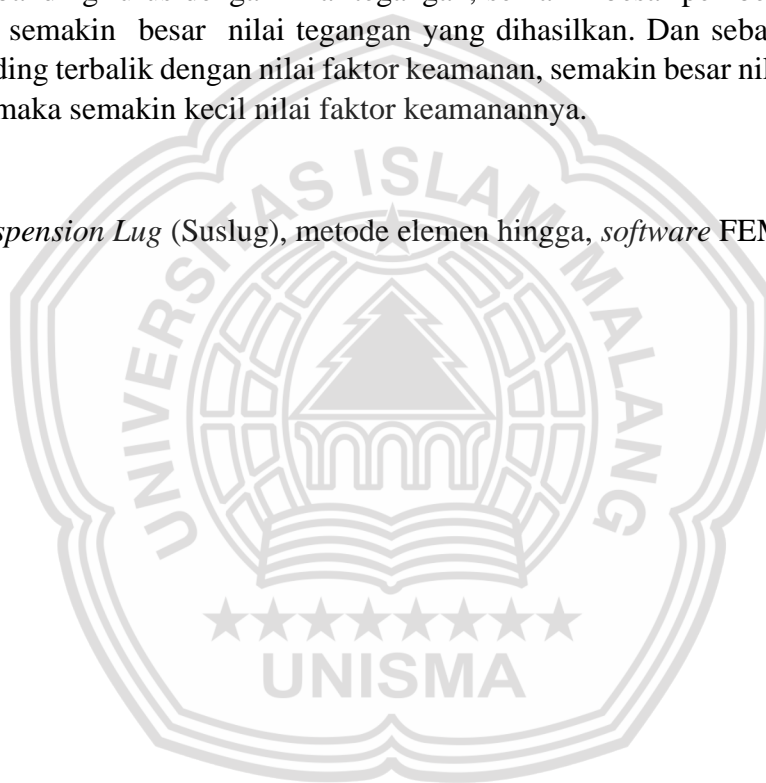 semakin besar nilai tegangan yang dihasilkan. Dan seba
ding terbalik dengan nilai faktor keamanan, semakin besar nil
maka semakin kecil nilai faktor keamanannya.
spension Lug (Suslug), metode elemen hingga, software FEM
UNIVERSITAS ISLAM MALANG
UNISMA